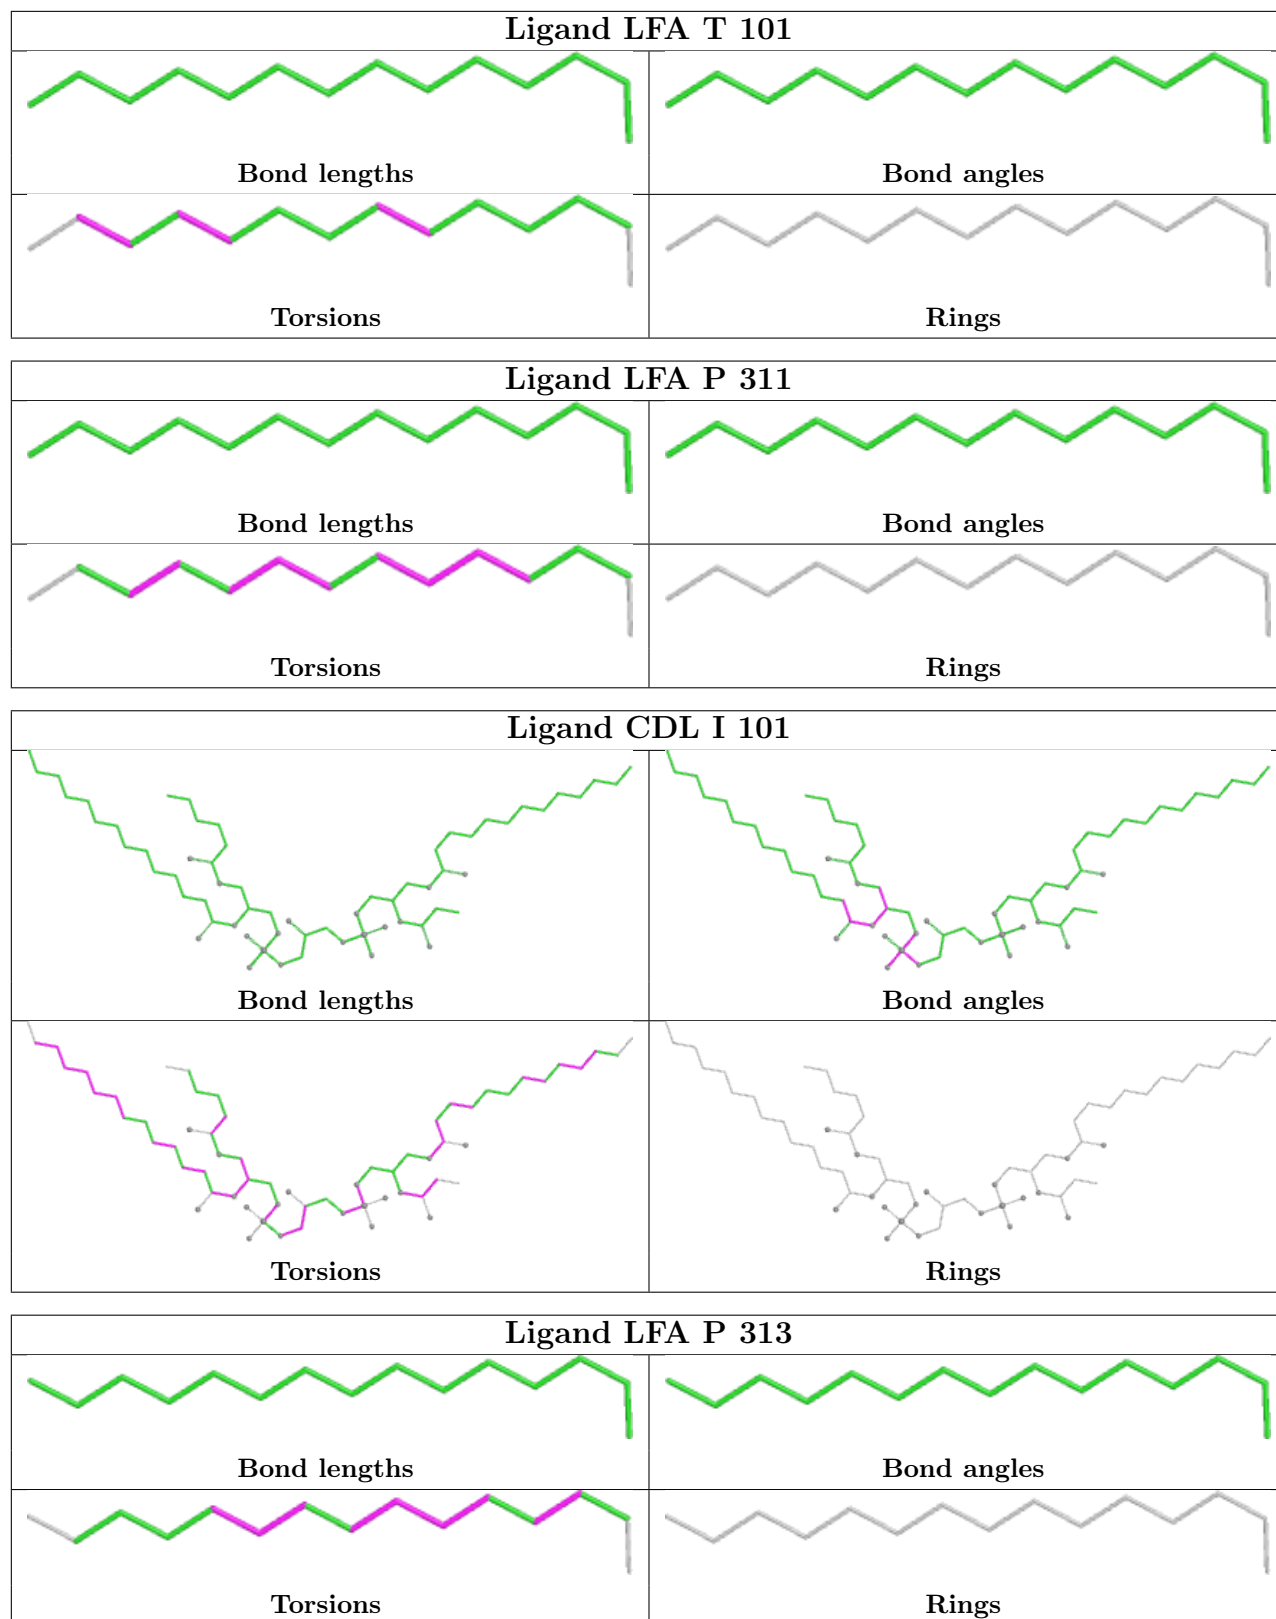 Ligand LFA T 101
Bond lengths
Bond angles
Torsions
Rings
Ligand LFA P 311
Bond lengths
Bond angles
Torsions
Rings
Ligand CDL I 101
Bond lengths
Bond angles
Torsions
Rings
Ligand LFA P 313
Bond lengths
Bond angles
Torsions
Rings